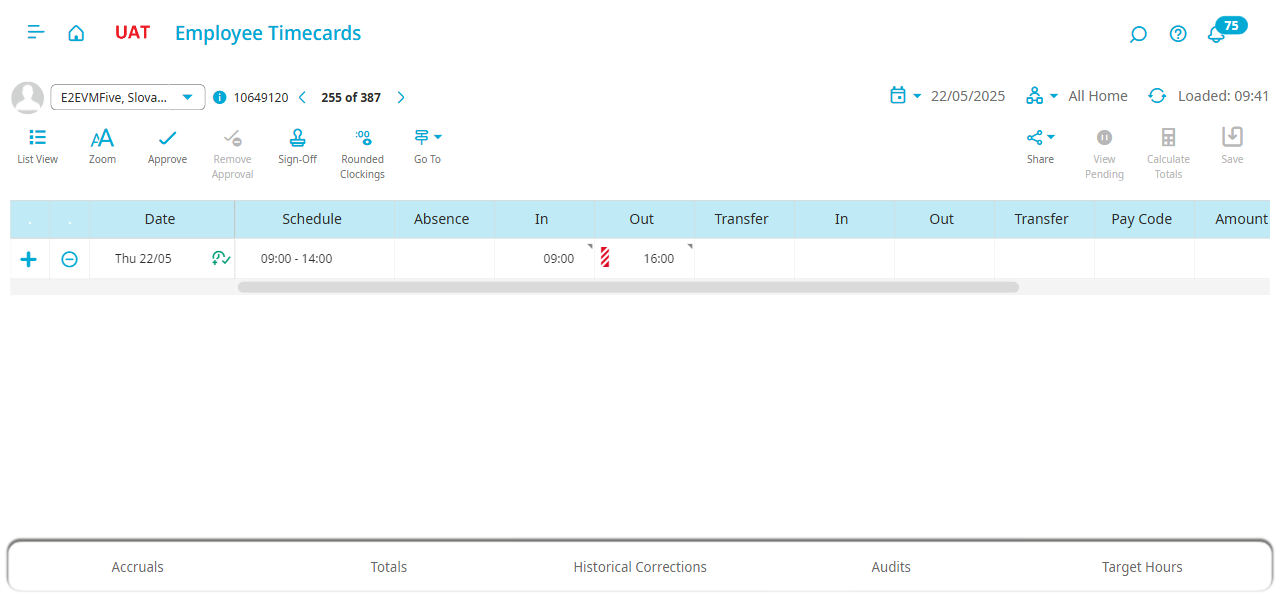 UAT Employee Timecards 75
E2EVMFive, Slova... 10649120 255 of 387 22/05/2025 All Home Loaded: 09:41
List View Zoom Approve Remove Approval Sign-Off :00 Rounded Clockings Go To Share View Pending Calculate Totals Save
. . Date Schedule Absence In Out Transfer In Out Transfer Pay Code Amount
Thu 22/05 09:00 - 14:00 09:00 16:00
Accruals Totals Historical Corrections Audits Target Hours